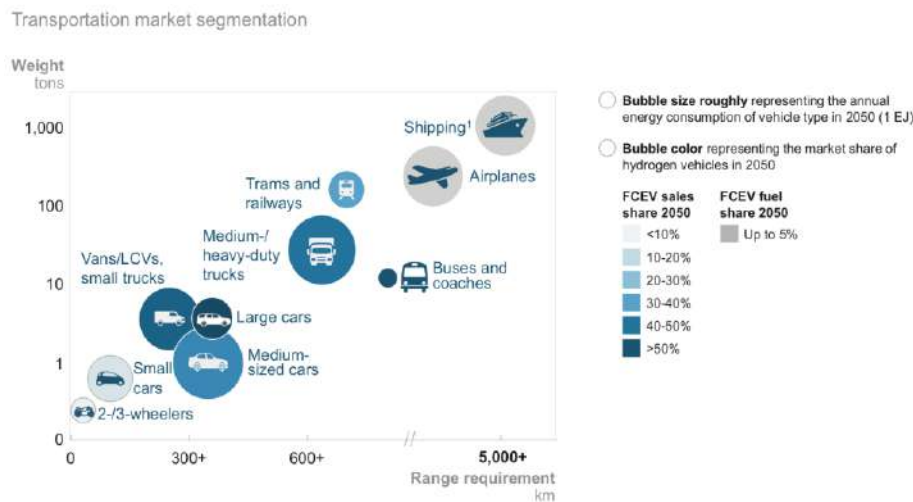 Transportation market segmentation
Weight
tons
1,000
100
10
1
0
0
300+
600+
5,000+
Range requirement
km
Shipping¹
Airplanes
Trams and
railways
Medium-/
heavy-duty
trucks
Buses and
coaches
Vans/LCVs,
small trucks
Large cars
Medium-
sized cars
Small
cars
2-/3-wheelers
Bubble size roughly representing the annual
energy consumption of vehicle type in 2050 (1 EJ)
Bubble color representing the market share of
hydrogen vehicles in 2050
FCEV sales
share 2050
<10%
10-20%
20-30%
30-40%
40-50%
>50%
FCEV fuel
share 2050
Up to 5%